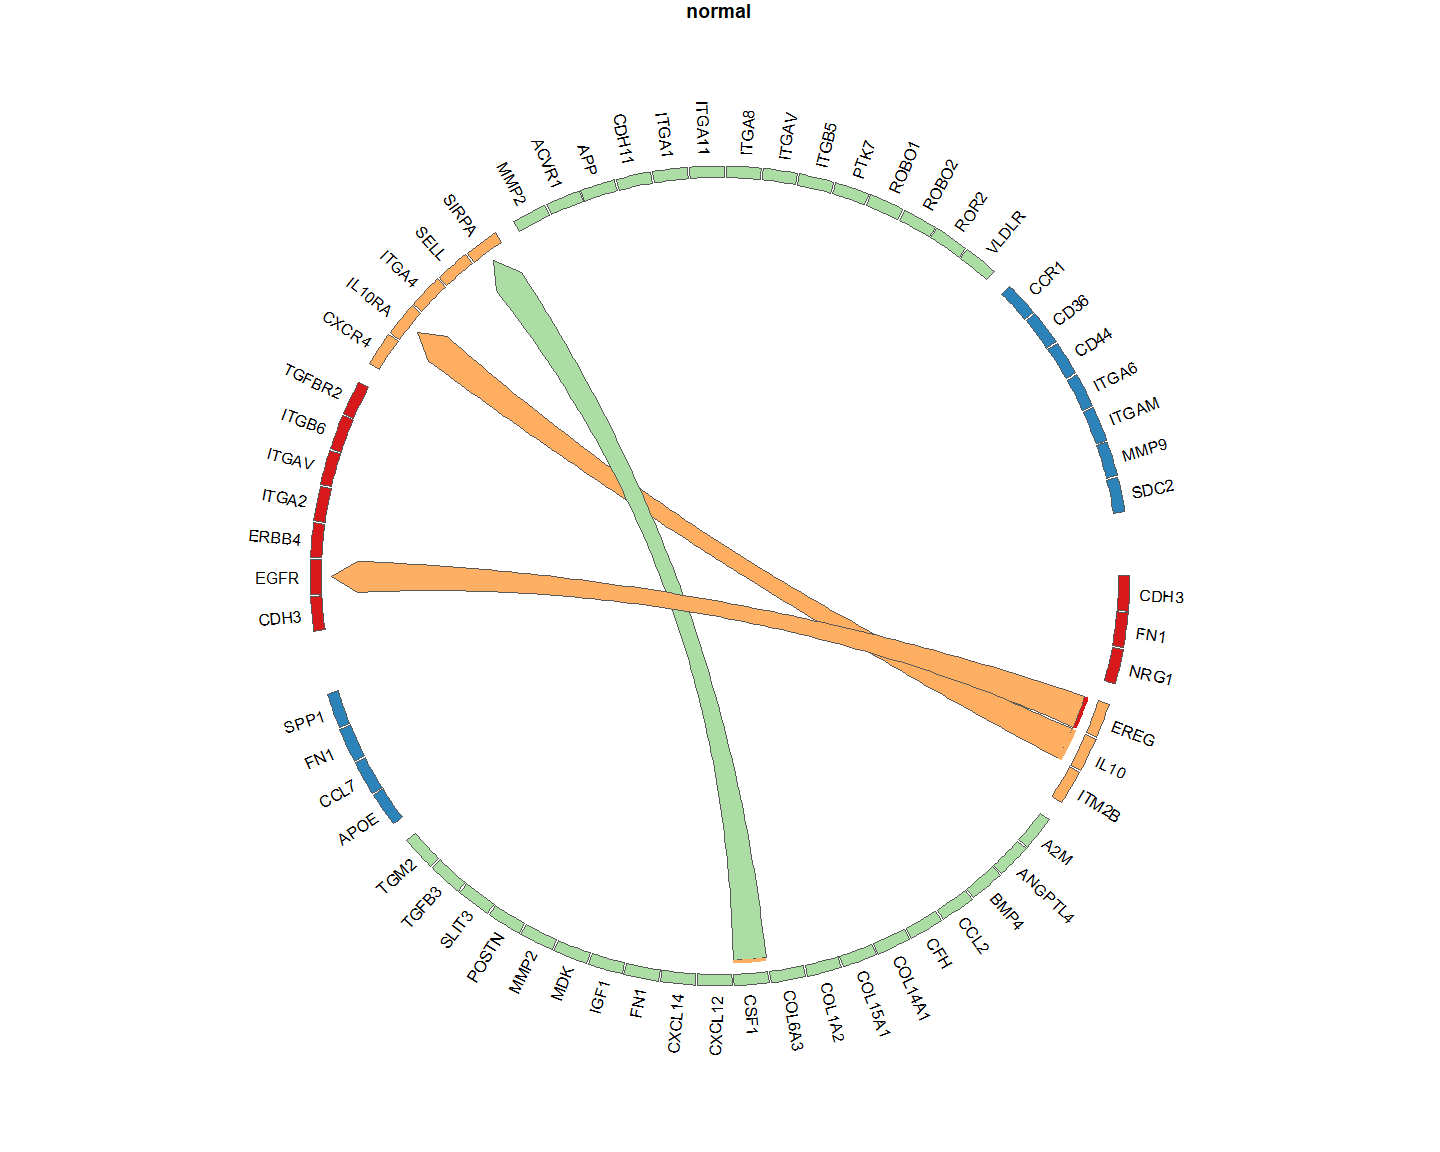 normal
MMP2
ACVR1
APP
CDH11
ITGA1
ITGA11
ITGA8
ITGAV
ITGB5
PTK7
ROBO1
ROBO2
ROR2
VLDLR
CCR1
CD36
CD44
ITGA6
ITGAM
MMP9
SDC2
CDH3
FN1
NRG1
EREG
IL10
ITM2B
A2M
ANGPTL4
BMP4
CCL2
CFH
COL14A1
COL15A1
COL1A2
COL6A3
CSF1
CXCL12
CXCL14
FN1
IGF1
MDK
MMP2
POSTN
SLIT3
TGFB3
TGM2
APOE
CCL7
FN1
SPP1
CDH3
EGFR
ERBB4
ITGA2
ITGAV
ITGB6
TGFBR2
CXCR4
IL10RA
ITGA4
SELL
SIRPA